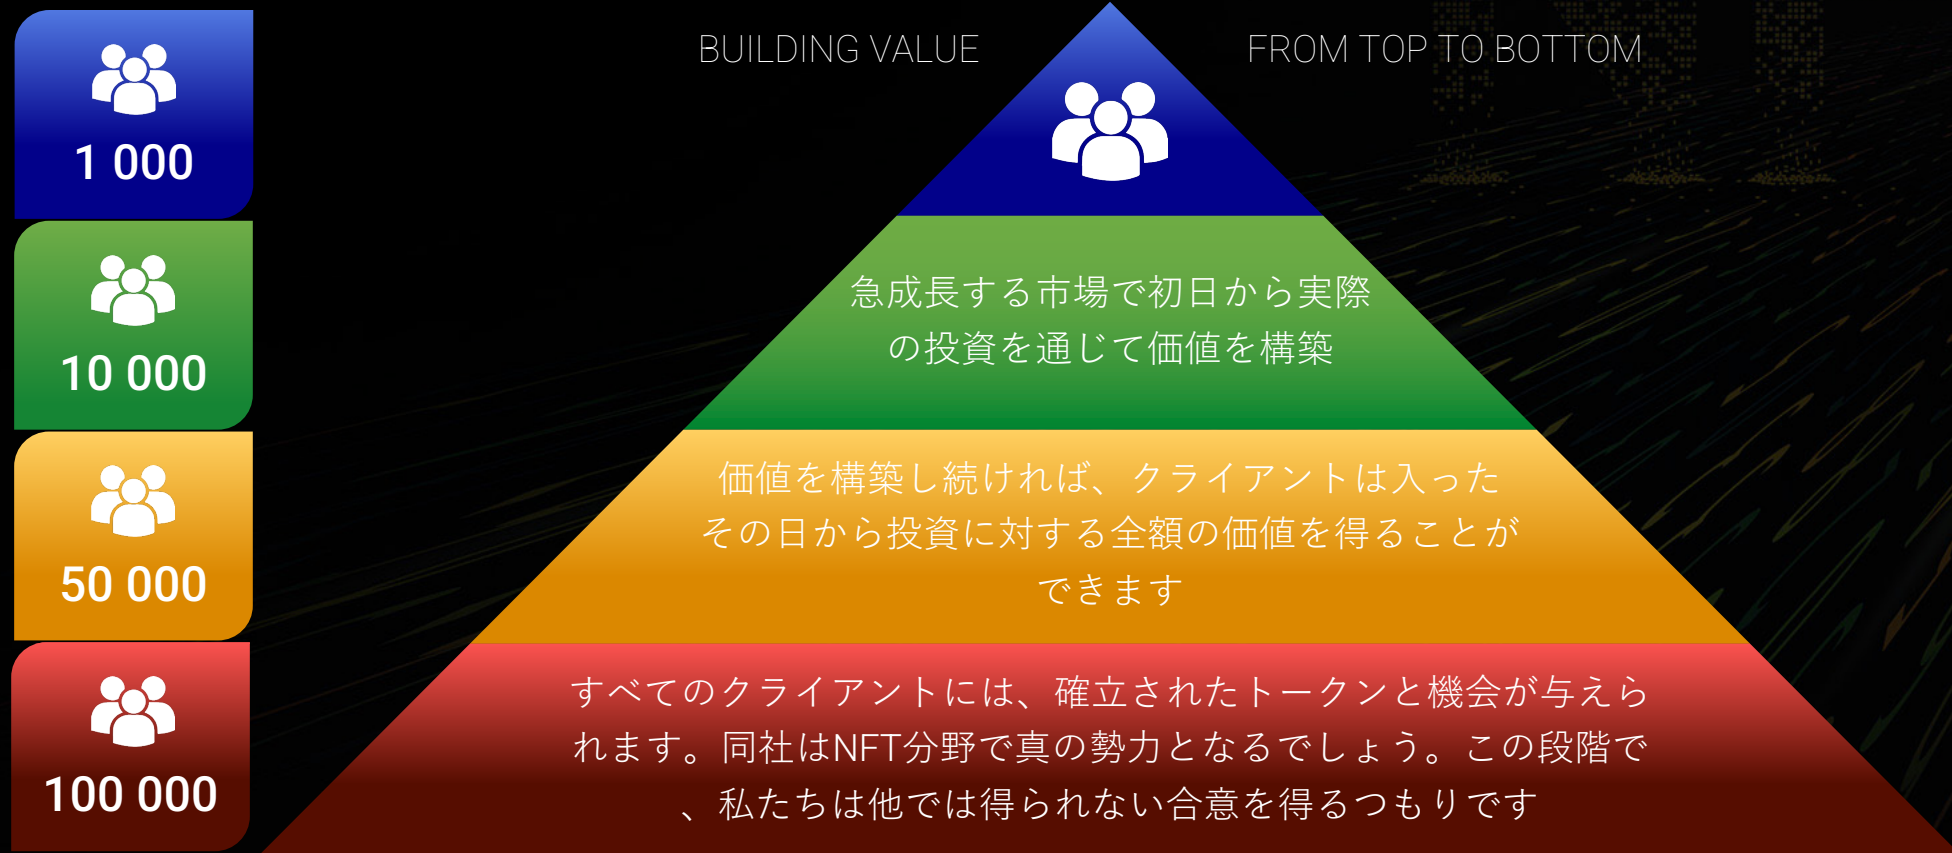 BUILDING VALUE
FROM TOP TO BOTTOM
1 000
10 000
急成長する市場で初日から実際
の投資を通じて価値を構築
50 000
価値を構築し続ければ、クライアントは入った
その日から投資に対する全額の価値を得ることが
できます
100 000
すべてのクライアントには、確立されたトークンと機会が与えら
れます。同社はNFT分野で真の勢力となるでしょう。この段階で
、私たちは他では得られない合意を得るつもりです